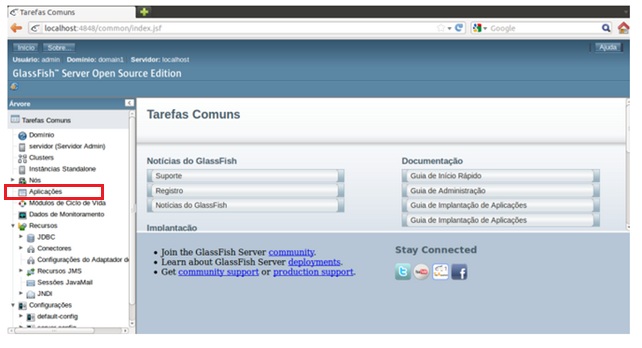 Tarefas Comuns
localhost:4848/common/index.jsf
Google
Início Sobre...
Ajuda
Usuário: admin Domínio: domain1 Servidor: localhost
GlassFish™ Server Open Source Edition
Árvore
Tarefas Comuns
Domínio
servidor (Servidor Admin)
Clusters
Instâncias Standalone
Nós
Aplicações
Módulos de Ciclo de Vida
Dados de Monitoramento
Recursos
JDBC
Conectores
Configurações do Adaptador d
Recursos JMS
Sessões JavaMail
JNDI
Configurações
default-config
Tarefas Comuns
Notícias do GlassFish
Suporte
Registro
Notícias do GlassFish
Implantação
Documentação
Guia de Início Rápido
Guia de Administração
Guia de Implantação de Aplicações
Guia de Implantação de Aplicações
• Join the GlassFish Server community.
• Learn about GlassFish Server deployments.
• Get community support or production support.
Stay Connected
You